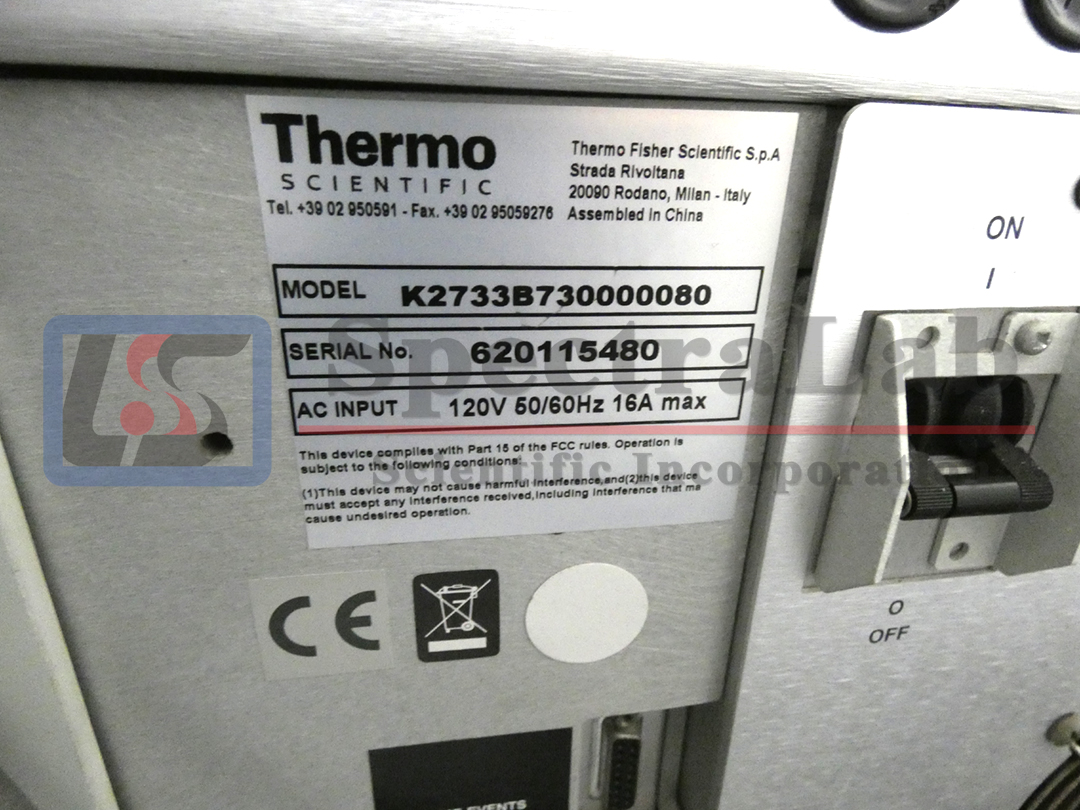 Thermo
SCIENTIFIC
Tel. +39 02 950591 - Fax. +39 02 95059276
Thermo Fisher Scientific S.p.A
Strada Rivoltana
20090 Rodano, Milan - Italy
Assembled in China
MODEL K2733B730000080
SERIAL No. 620115480
AC INPUT 120V 50/60Hz 16A max
This device complies with Part 15 of the FCC rules. Operation is
subject to the following conditions:
(1)This device may not cause harmful interference,and(2)this device
must accept any interference received,including interference that ma
cause undesired operation.
CE
ON
I
O
OFF
EVENTS
LSS
SpectraLab
Scientific Incorporated